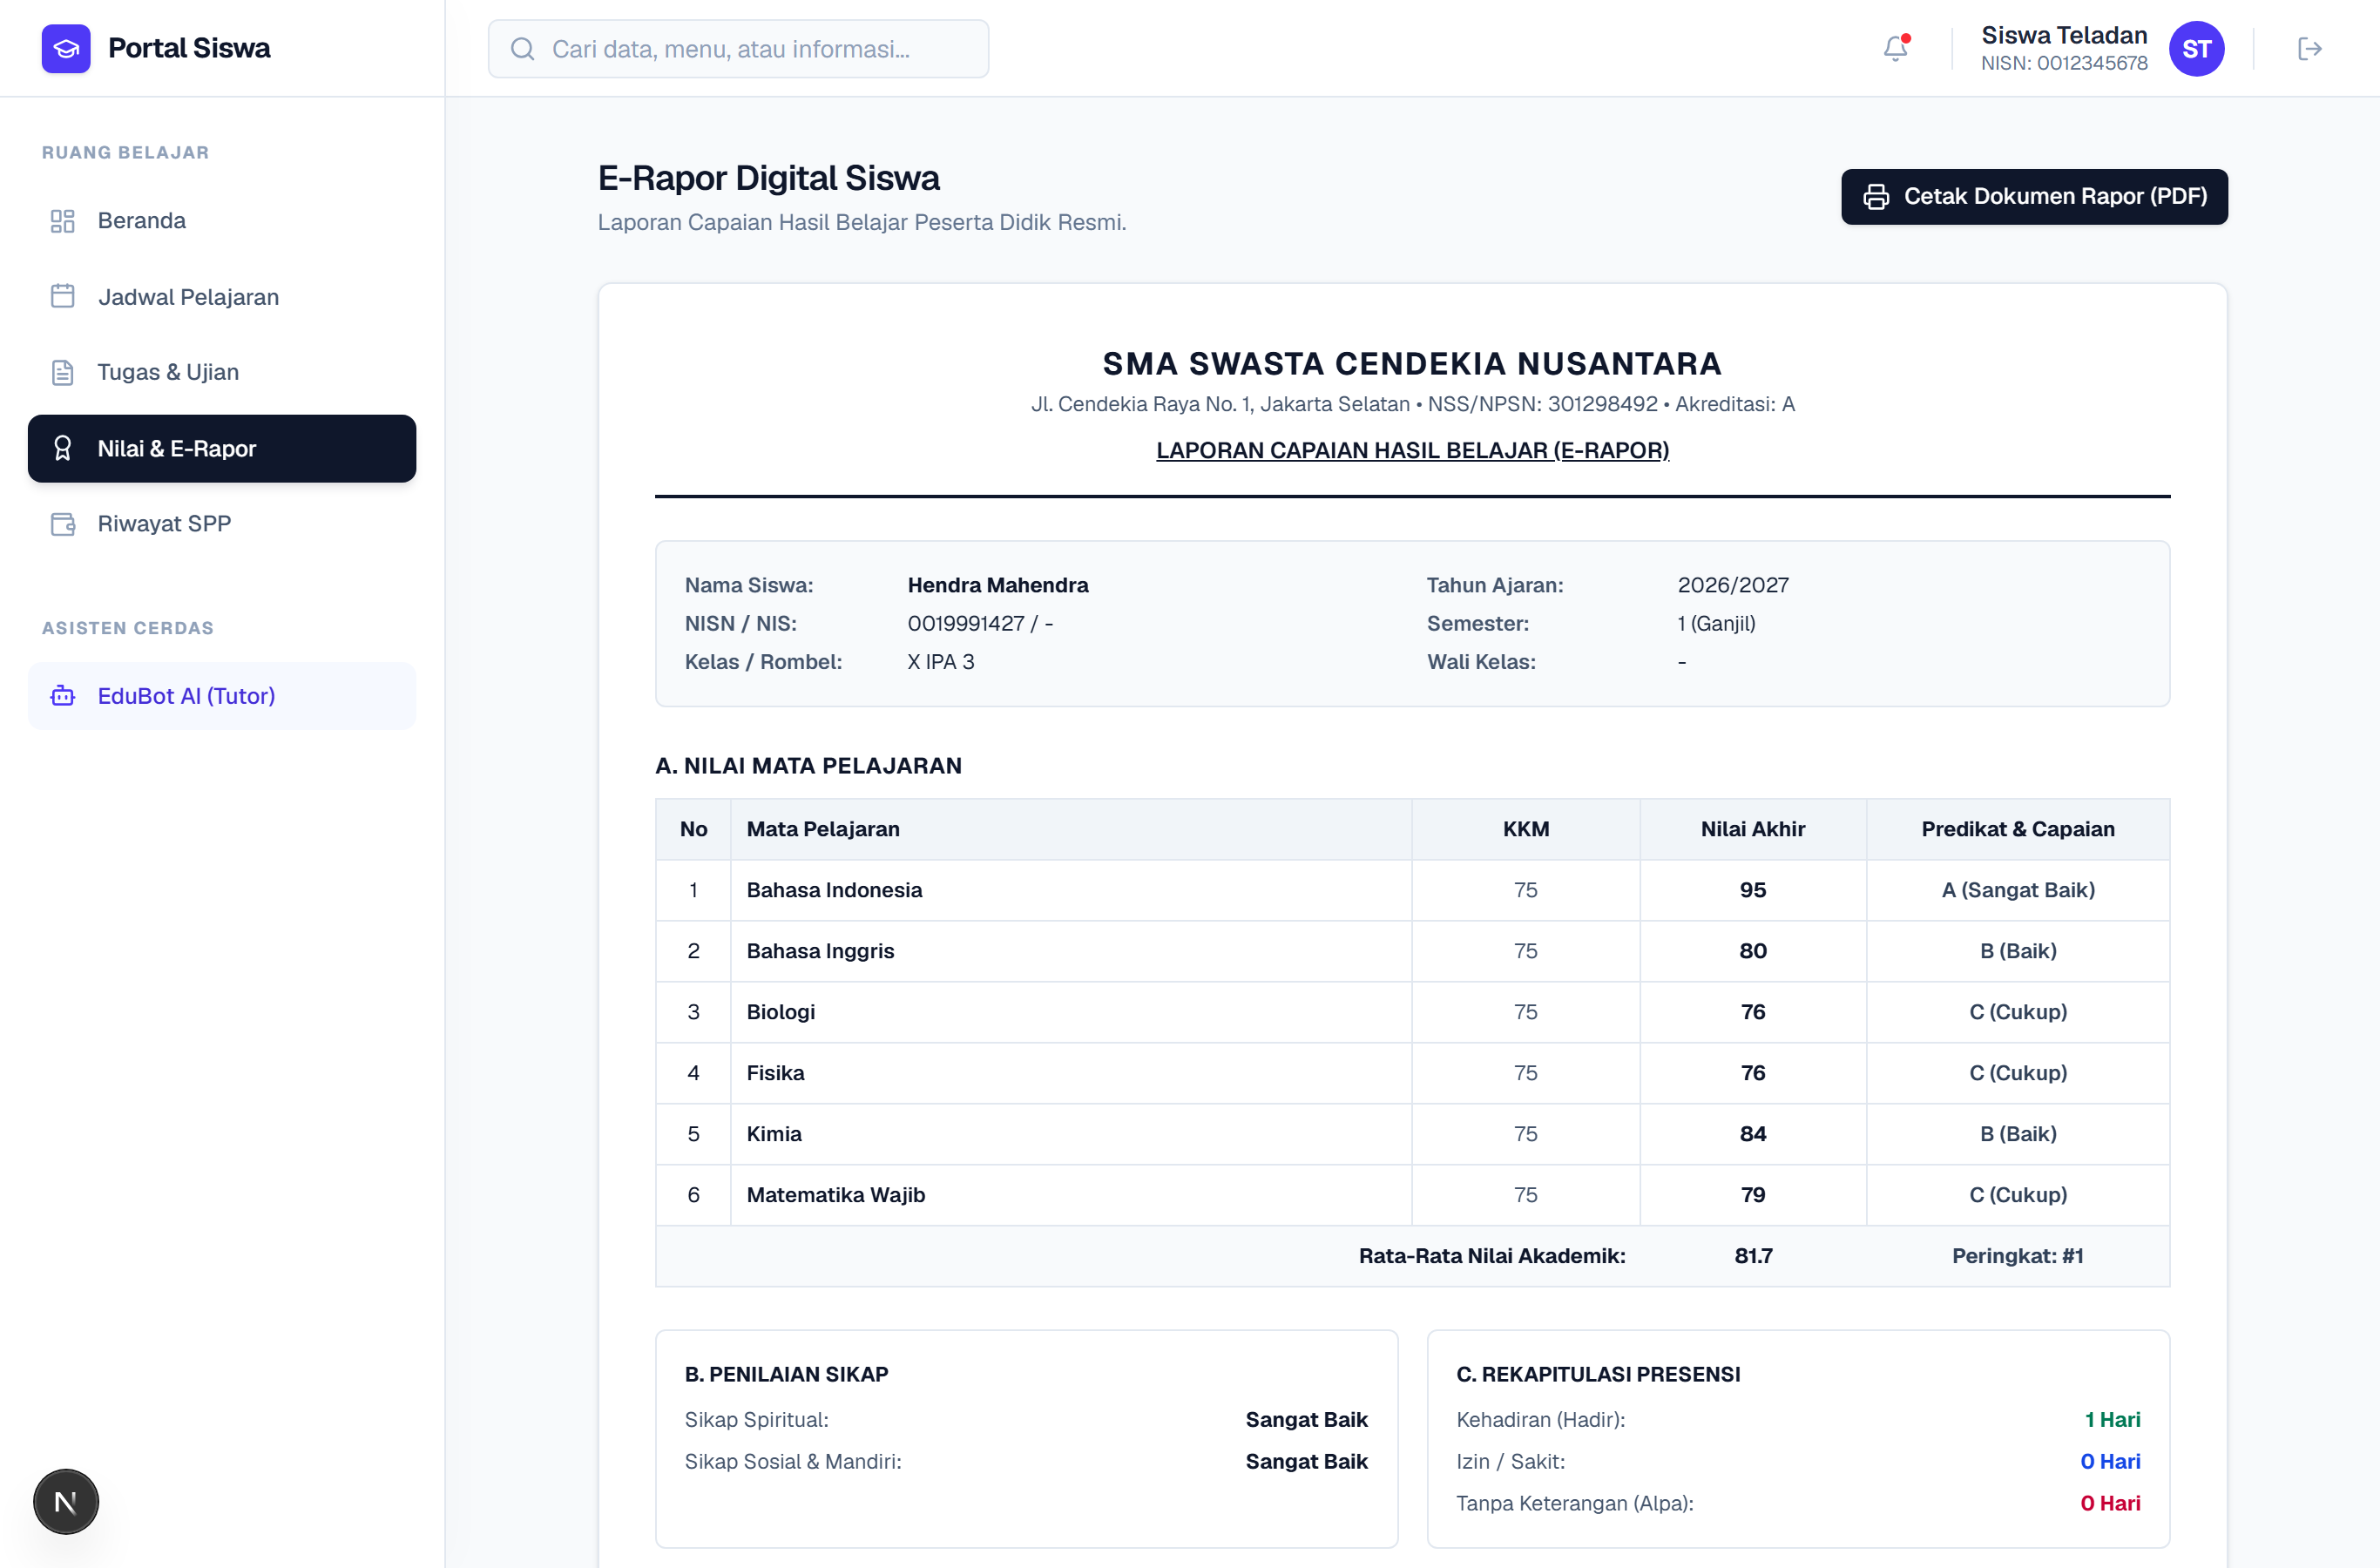 Portal Siswa
Cari data, menu, atau informasi...
Siswa Teladan
NISN: 0012345678
ST
RUANG BELAJAR
Beranda
Jadwal Pelajaran
Tugas & Ujian
Nilai & E-Rapor
Riwayat SPP
ASISTEN CERDAS
EduBot AI (Tutor)
N
E-Rapor Digital Siswa
Laporan Capaian Hasil Belajar Peserta Didik Resmi.
Cetak Dokumen Rapor (PDF)
SMA SWASTA CENDEKIA NUSANTARA
Jl. Cendekia Raya No. 1, Jakarta Selatan • NSS/NPSN: 301298492 • Akreditasi: A
LAPORAN CAPAIAN HASIL BELAJAR (E-RAPOR)
Nama Siswa: Hendra Mahendra Tahun Ajaran: 2026/2027
NISN / NIS: 0019991427 / - Semester: 1 (Ganjil)
Kelas / Rombel: X IPA 3 Wali Kelas: -
A. NILAI MATA PELAJARAN
No Mata Pelajaran KKM Nilai Akhir Predikat & Capaian
1 Bahasa Indonesia 75 95 A (Sangat Baik)
2 Bahasa Inggris 75 80 B (Baik)
3 Biologi 75 76 C (Cukup)
4 Fisika 75 76 C (Cukup)
5 Kimia 75 84 B (Baik)
6 Matematika Wajib 75 79 C (Cukup)
Rata-Rata Nilai Akademik: 81.7 Peringkat: #1
B. PENILAIAN SIKAP
Sikap Spiritual: Sangat Baik
Sikap Sosial & Mandiri: Sangat Baik
C. REKAPITULASI PRESENSI
Kehadiran (Hadir): 1 Hari
Izin / Sakit: 0 Hari
Tanpa Keterangan (Alpa): 0 Hari